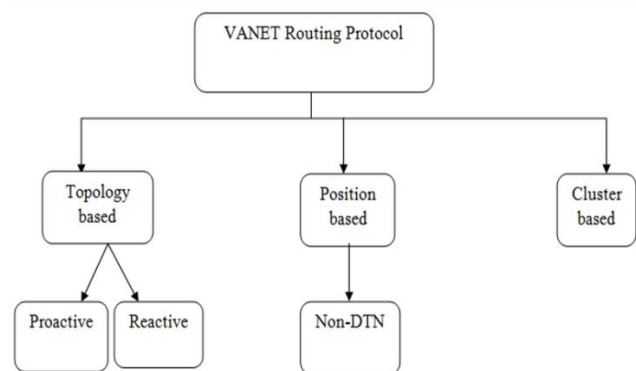 VANET Routing Protocol
Topology
based
Position
based
Cluster
based
Proactive
Reactive
Non-DTN